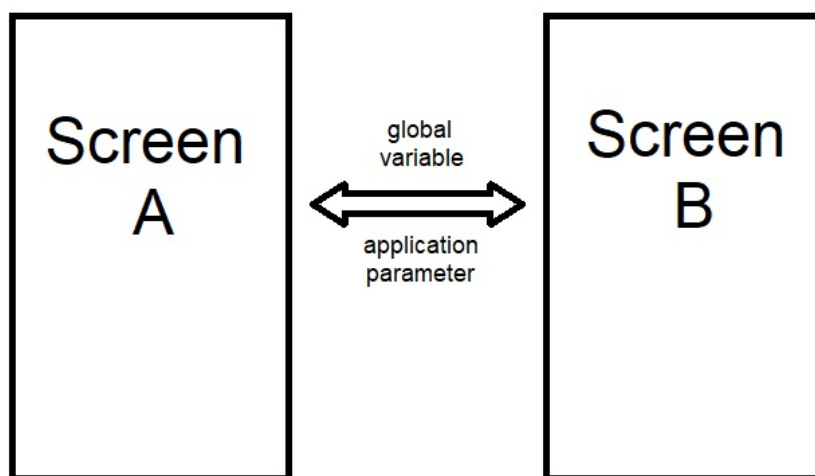 Screen
A
global
variable
application
parameter
Screen
B